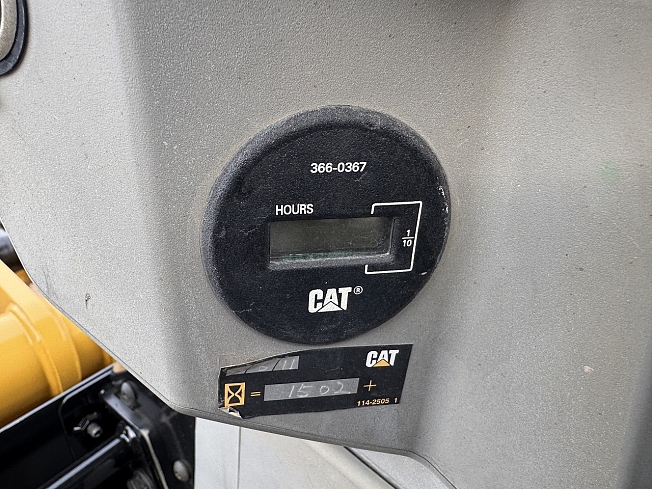 366-0367
HOURS
1
10
CAT®
CAT
= 1502 +
114-2505 1